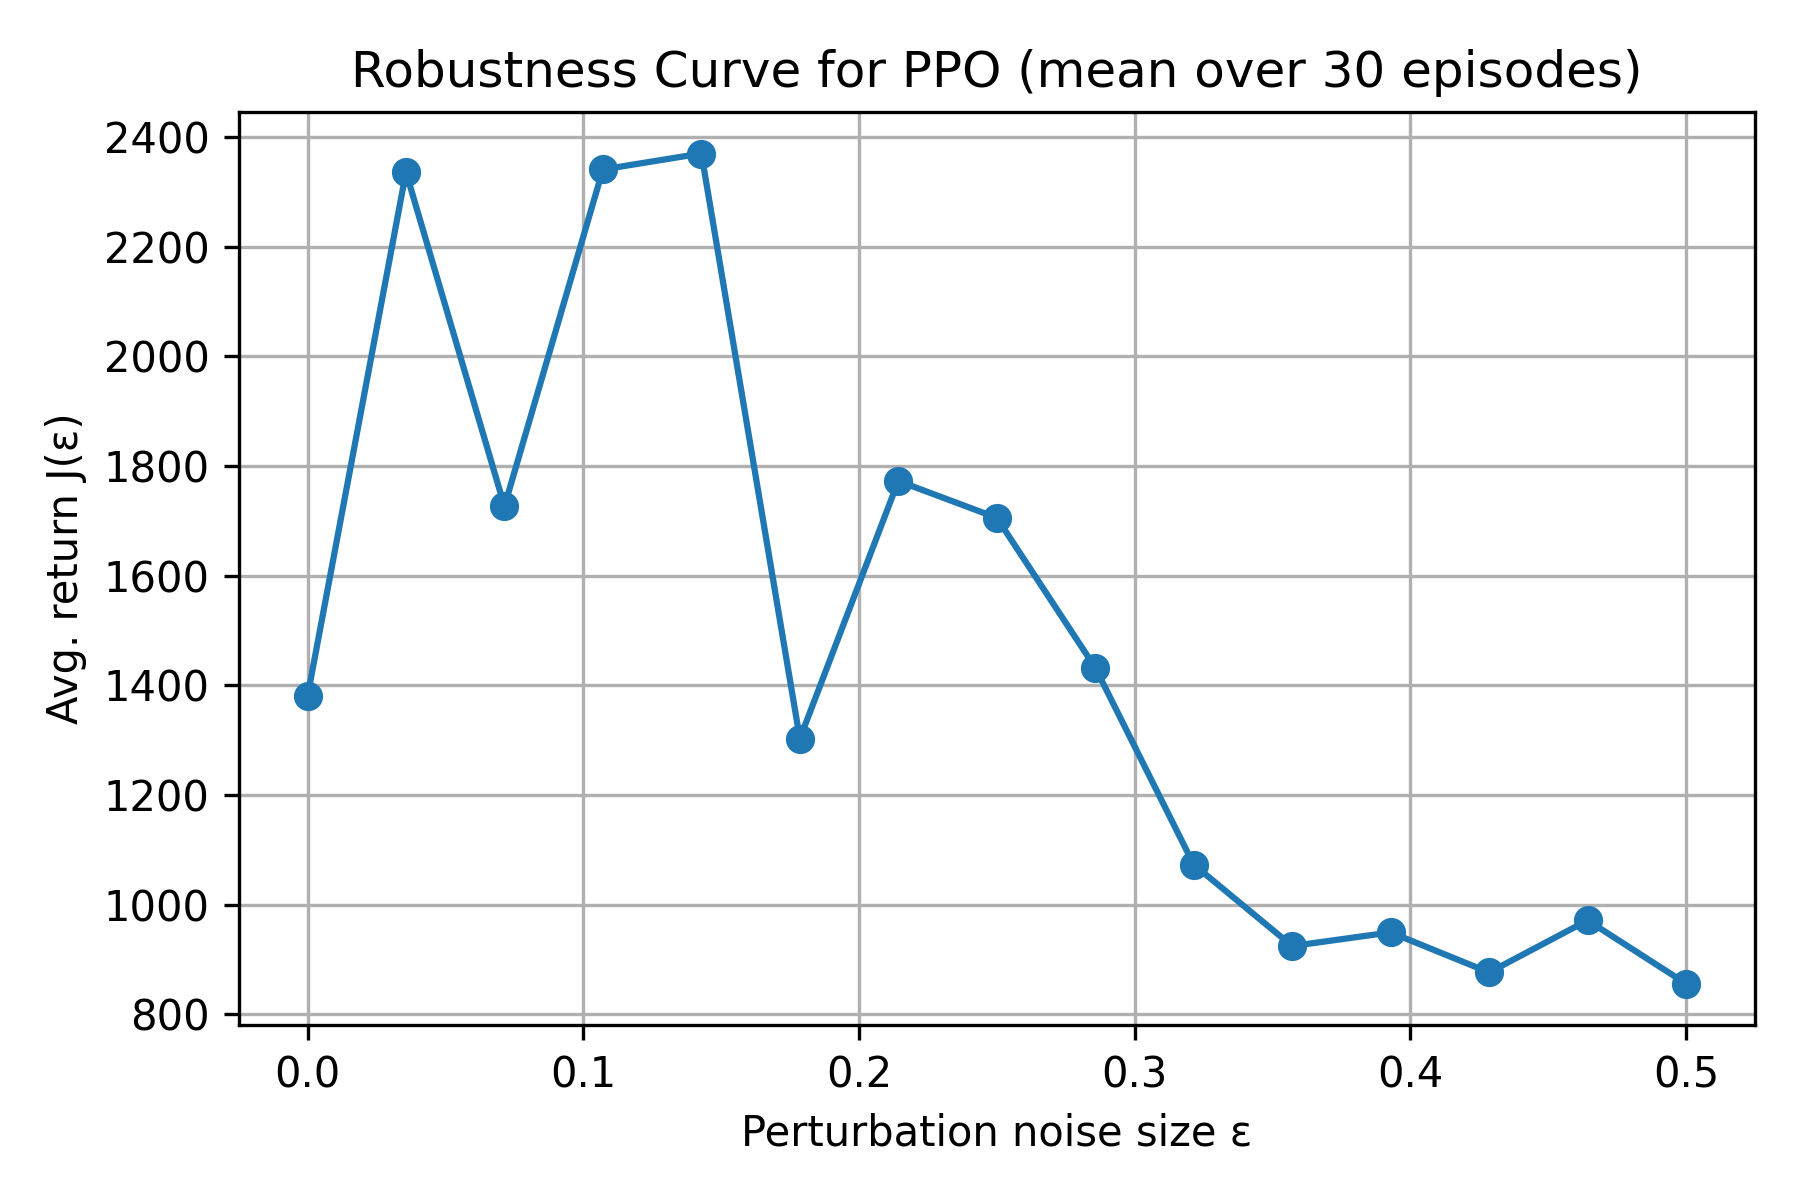 Robustness Curve for PPO (mean over 30 episodes)
2400
2200
2000
1800
1600
1400
1200
1000
800
Avg. return J(ε)
0.0 0.1 0.2 0.3 0.4 0.5
Perturbation noise size ε